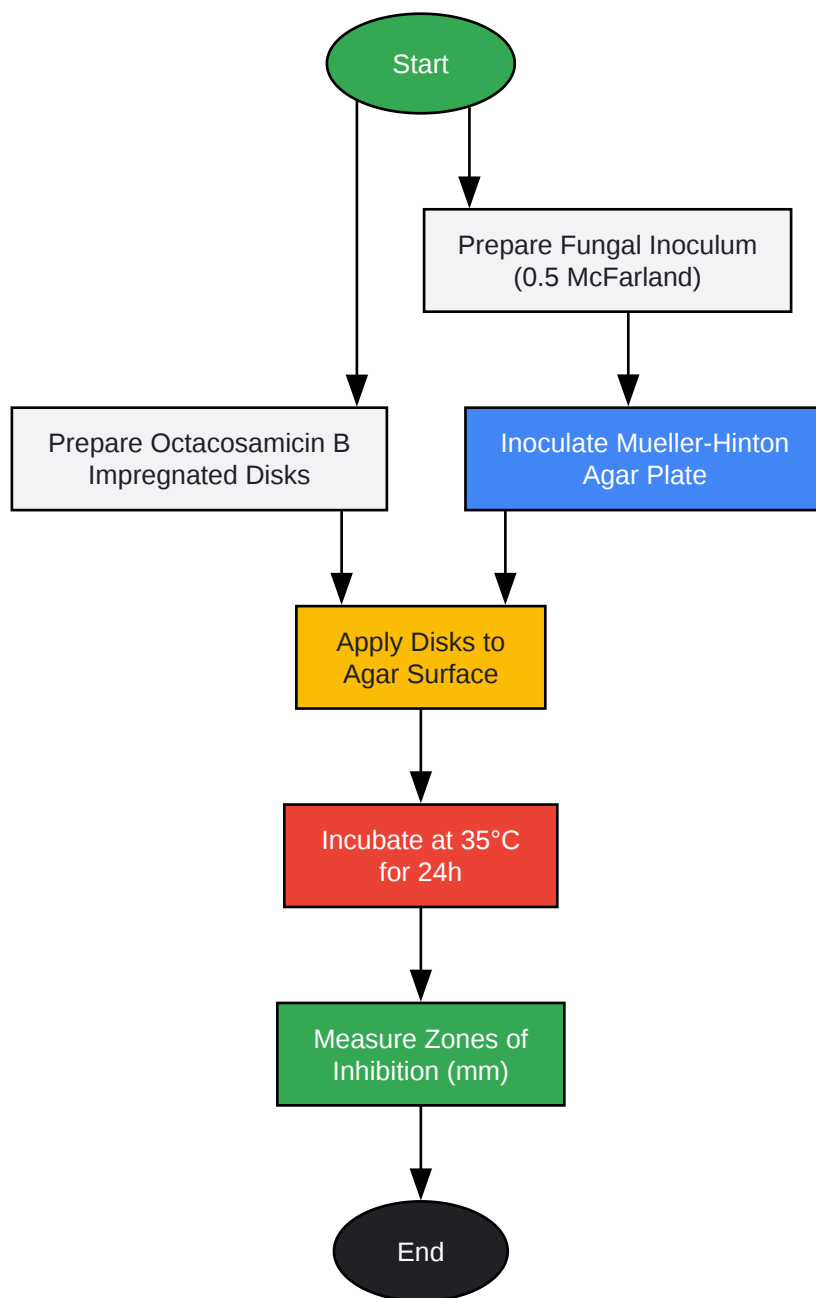 Start
Prepare Fungal Inoculum
(0.5 McFarland)
Prepare Octacosamicin B
Impregnated Disks
Inoculate Mueller-Hinton
Agar Plate
Apply Disks to
Agar Surface
Incubate at 35°C
for 24h
Measure Zones of
Inhibition (mm)
End